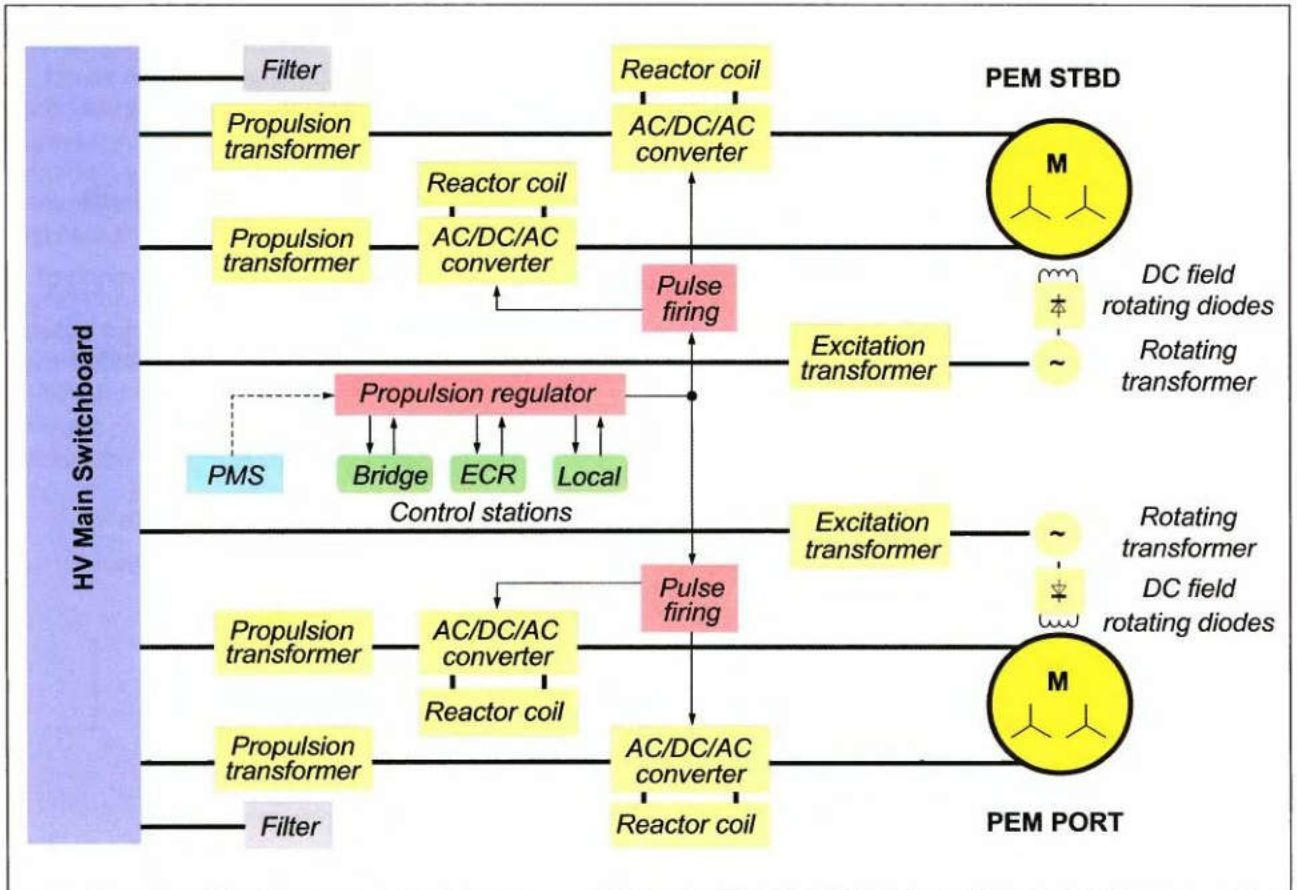 HV Main Switchboard
Filter
Reactor coil
PEM STBD
Propulsion
transformer
AC/DC/AC
converter
M
Reactor coil
Propulsion
transformer
AC/DC/AC
converter
Pulse
firing
DC field
rotating diodes
Excitation
transformer
~
Rotating
transformer
Propulsion regulator
PMS
Bridge
ECR
Local
Control stations
Excitation
transformer
~
Rotating
transformer
Pulse
firing
DC field
rotating diodes
Propulsion
transformer
AC/DC/AC
converter
Reactor coil
M
Propulsion
transformer
AC/DC/AC
converter
Filter
Reactor coil
PEM PORT